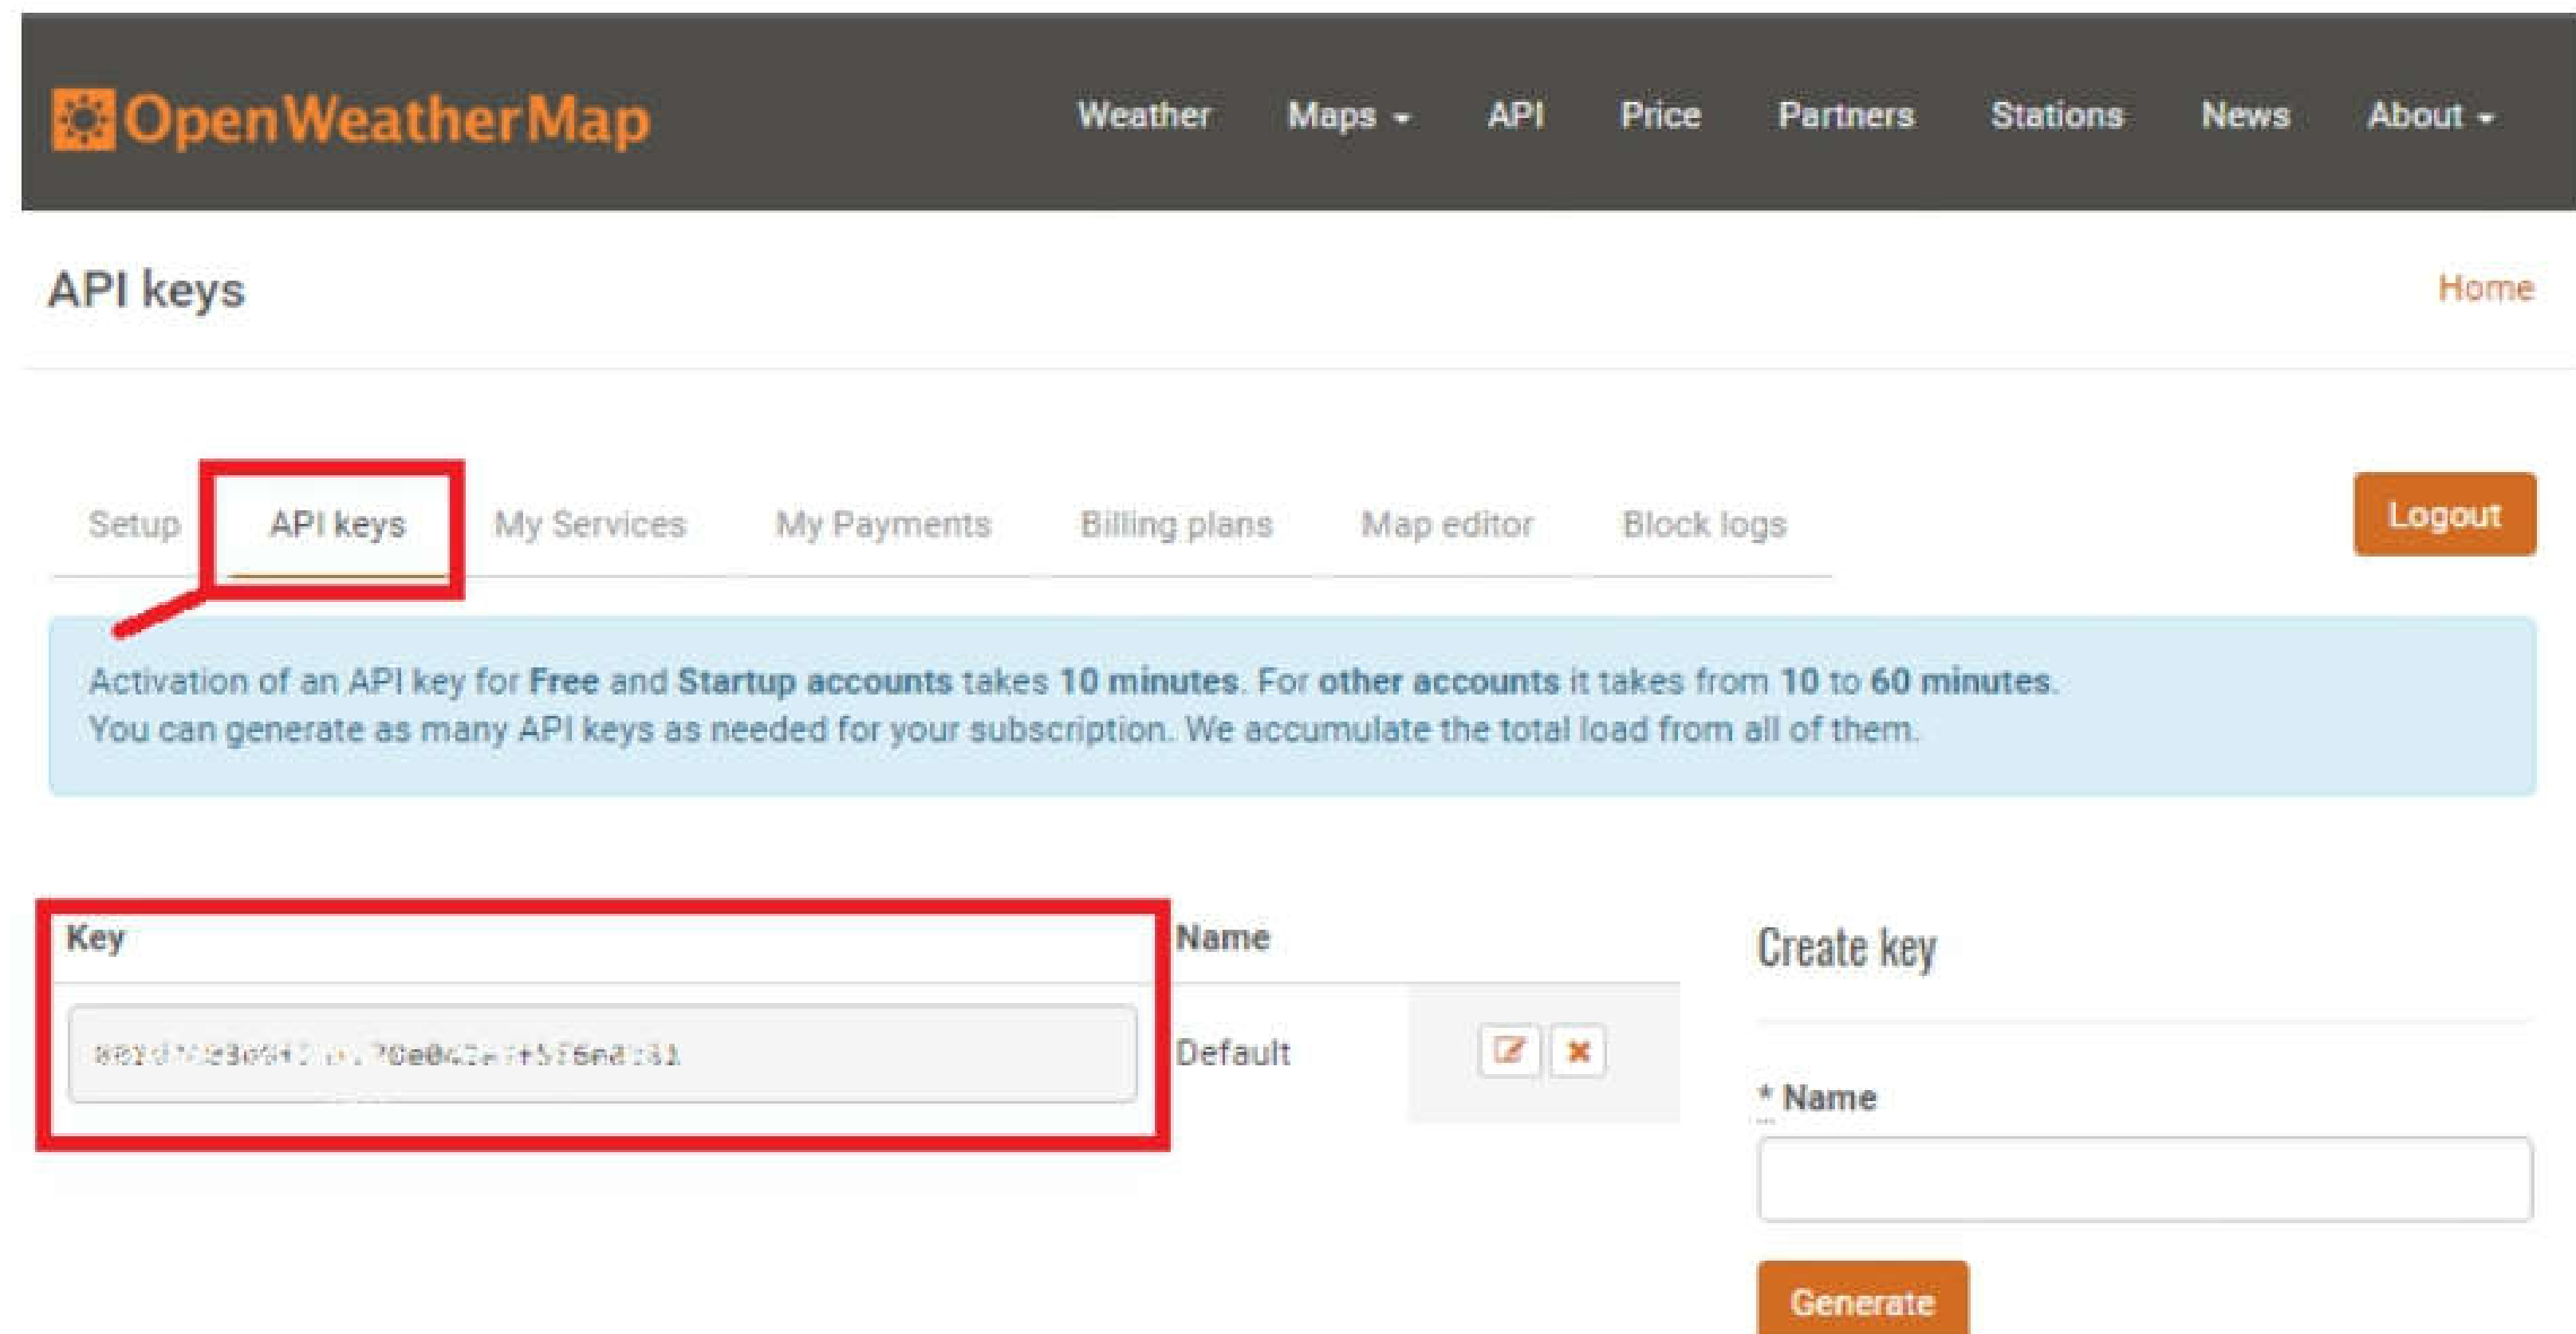 OpenWeatherMap
Weather Maps API Price Partners Stations News About
API keys
Home
Setup API keys My Services My Payments Billing plans Map editor Block logs
Logout
Activation of an API key for Free and Startup accounts takes 10 minutes. For other accounts it takes from 10 to 60 minutes.
You can generate as many API keys as needed for your subscription. We accumulate the total load from all of them.
Key Name
Default
Create key
* Name
Generate